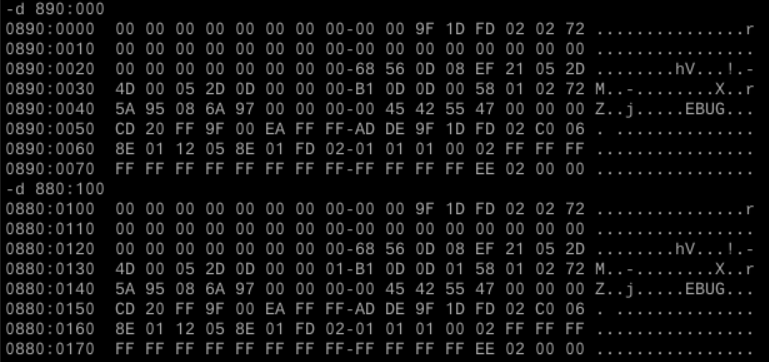 -d 890:000
0890:0000  00 00 00 00 00 00 00 00-00 00 9F 1D FD 02 02 72  ...............r
0890:0010  00 00 00 00 00 00 00 00-00 00 00 00 00 00 00 00  ................
0890:0020  00 00 00 00 00 00 00 00-68 56 0D 08 EF 21 05 2D  ........hV...!.-
0890:0030  4D 00 05 2D 0D 00 00 00-B1 0D 0D 00 58 01 02 72  M..-........X..r
0890:0040  5A 95 08 6A 97 00 00 00-00 45 42 55 47 00 00 00  Z..j.....EBUG...
0890:0050  CD 20 FF 9F 00 EA FF FF-AD DE 9F 1D FD 02 C0 06  . ..............
0890:0060  8E 01 12 05 8E 01 FD 02-01 01 01 00 02 FF FF FF  ................
0890:0070  FF FF FF FF FF FF FF FF-FF FF FF FF EE 02 00 00  ................
-d 880:100
0880:0100  00 00 00 00 00 00 00 00-00 00 9F 1D FD 02 02 72  ...............r
0880:0110  00 00 00 00 00 00 00 00-00 00 00 00 00 00 00 00  ................
0880:0120  00 00 00 00 00 00 00 00-68 56 0D 08 EF 21 05 2D  ........hV...!.-
0880:0130  4D 00 05 2D 0D 00 00 01-B1 0D 0D 01 58 01 02 72  M..-........X..r
0880:0140  5A 95 08 6A 97 00 00 00-00 45 42 55 47 00 00 00  Z..j.....EBUG...
0880:0150  CD 20 FF 9F 00 EA FF FF-AD DE 9F 1D FD 02 C0 06  . ..............
0880:0160  8E 01 12 05 8E 01 FD 02-01 01 01 00 02 FF FF FF  ................
0880:0170  FF FF FF FF FF FF FF FF-FF FF FF FF EE 02 00 00  ................